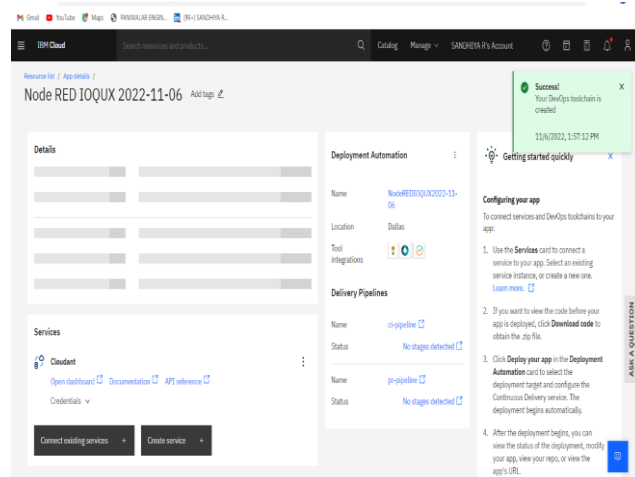 Gmail
YouTube
Maps
PANIMALAR ENGIN...
(99+) SANDHIYA R...
IBM Cloud
Search resources and products...
Catalog
Manage
SANDHIYA R's Account
Resource list / App details /
Node RED IOQUX 2022-11-06
Add tags
Success!
Your DevOps toolchain is
created
11/6/2022, 1:57:12 PM
Details
Services
Cloudant
Open dashboard
Documentation
API reference
Credentials
Connect existing services +
Create service +
Deployment Automation
Name
NodeREDIOQUX2022-11-
06
Location
Dallas
Tool
integrations
Delivery Pipelines
Name
ci-pipeline
Status
No stages detected
Name
pr-pipeline
Status
No stages detected
Getting started quickly
X
Configuring your app
To connect services and DevOps toolchains to your
app:
1. Use the Services card to connect a
service to your app. Select an existing
service instance, or create a new one.
Learn more.
2. If you want to view the code before your
app is deployed, click Download code to
obtain the .zip file.
3. Click Deploy your app in the Deployment
Automation card to select the
deployment target and configure the
Continuous Delivery service. The
deployment begins automatically.
4. After the deployment begins, you can
view the status of the deployment, modify
your app, view your repo, or view the
app's URL.
ASK A QUESTION